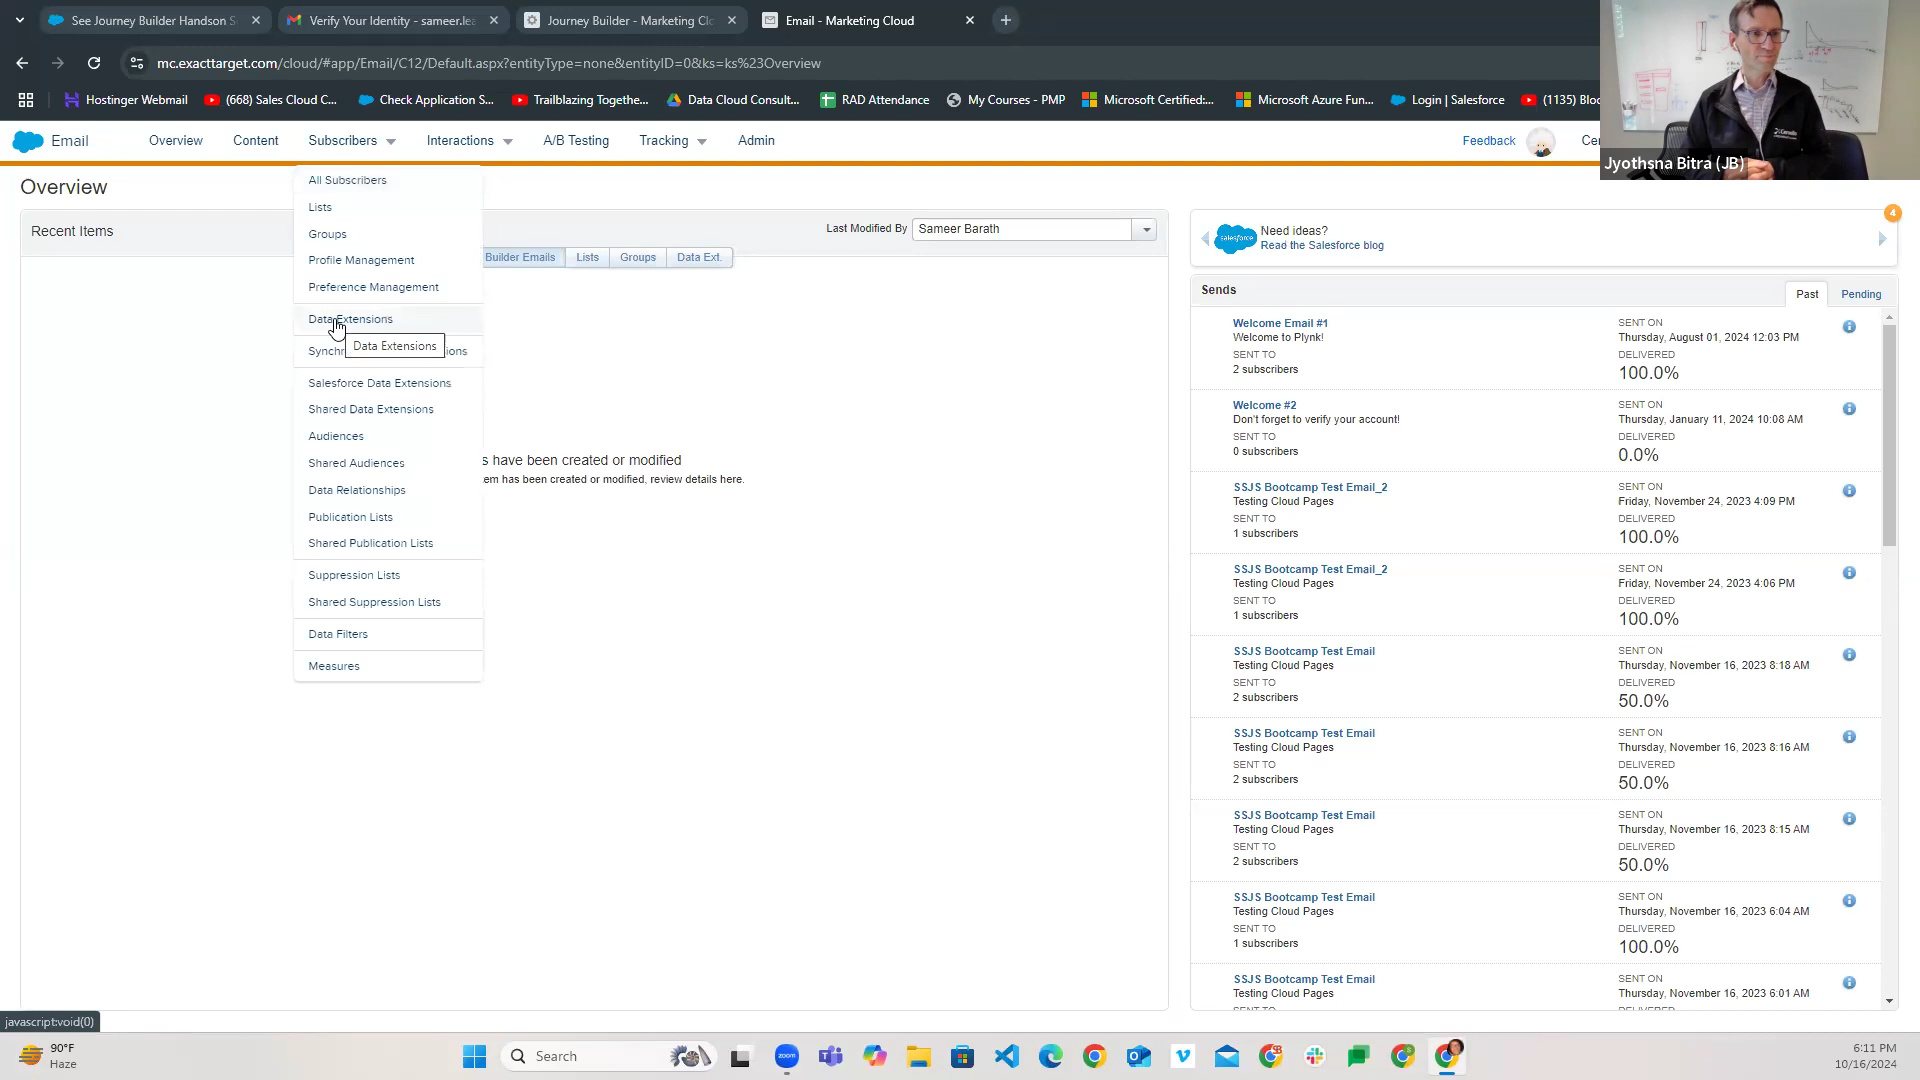 See Journey Builder Handson S
Verify Your Identity - sameer.lea
Journey Builder - Marketing Cl
Email - Marketing Cloud
mc.exacttarget.com/cloud/#app/Email/C12/Default.aspx?entityType=none&entityID=0&ks=ks%23Overview
Hostinger Webmail
(668) Sales Cloud C...
Check Application S...
Trailblazing Togethe...
Data Cloud Consult...
RAD Attendance
My Courses - PMP
Microsoft Certified:...
Microsoft Azure Fun...
Login | Salesforce
(1135) Blo
Email
Overview
Content
Subscribers
Interactions
A/B Testing
Tracking
Admin
Feedback
Cer
Jyothsna Bitra (JB)
Overview
Recent Items
Last Modified By
Sameer Barath
Builder Emails
Lists
Groups
Data Ext.
All Subscribers
Lists
Groups
Profile Management
Preference Management
Data Extensions
Data Extensions
Synchr
ions
Salesforce Data Extensions
Shared Data Extensions
Audiences
Shared Audiences
Data Relationships
Publication Lists
Shared Publication Lists
Suppression Lists
Shared Suppression Lists
Data Filters
Measures
s have been created or modified
tem has been created or modified, review details here.
salesforce
Need ideas?
Read the Salesforce blog
4
Sends
Past
Pending
Welcome Email #1
Welcome to Plynk!
SENT TO
2 subscribers
SENT ON
Thursday, August 01, 2024 12:03 PM
DELIVERED
100.0%
Welcome #2
Don't forget to verify your account!
SENT TO
0 subscribers
SENT ON
Thursday, January 11, 2024 10:08 AM
DELIVERED
0.0%
SSJS Bootcamp Test Email_2
Testing Cloud Pages
SENT TO
1 subscribers
SENT ON
Friday, November 24, 2023 4:09 PM
DELIVERED
100.0%
SSJS Bootcamp Test Email_2
Testing Cloud Pages
SENT TO
1 subscribers
SENT ON
Friday, November 24, 2023 4:06 PM
DELIVERED
100.0%
SSJS Bootcamp Test Email
Testing Cloud Pages
SENT TO
2 subscribers
SENT ON
Thursday, November 16, 2023 8:18 AM
DELIVERED
50.0%
SSJS Bootcamp Test Email
Testing Cloud Pages
SENT TO
2 subscribers
SENT ON
Thursday, November 16, 2023 8:16 AM
DELIVERED
50.0%
SSJS Bootcamp Test Email
Testing Cloud Pages
SENT TO
2 subscribers
SENT ON
Thursday, November 16, 2023 8:15 AM
DELIVERED
50.0%
SSJS Bootcamp Test Email
Testing Cloud Pages
SENT TO
1 subscribers
SENT ON
Thursday, November 16, 2023 6:04 AM
DELIVERED
100.0%
SSJS Bootcamp Test Email
Testing Cloud Pages
SENT TO
SENT ON
Thursday, November 16, 2023 6:01 AM
DELIVERED
javascript:void(0)
90°F
Haze
Search
zoom
6:11 PM
10/16/2024